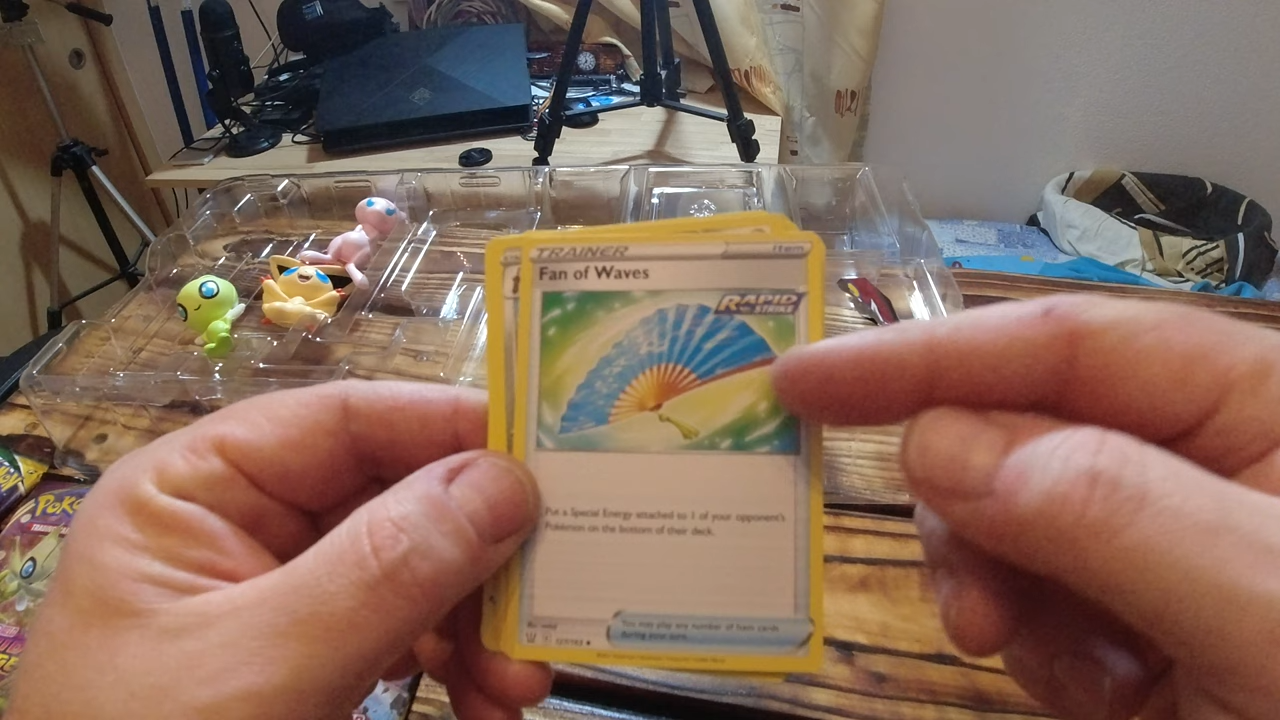 TRAINER
Item
Fan of Waves
RAPID
STRIKE
Put a Special Energy attached to 1 of your opponent's
Pokémon on the bottom of their deck.
You may play any number of Item cards
during your turn.
127/163